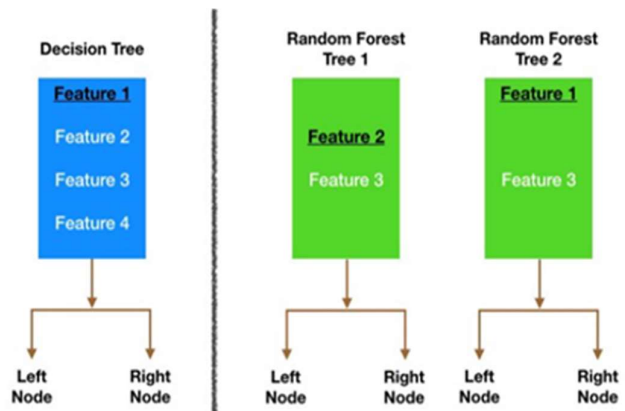 Decision Tree
Feature 1
Feature 2
Feature 3
Feature 4
Left
Node
Right
Node
Random Forest
Tree 1
Feature 2
Feature 3
Left
Node
Right
Node
Random Forest
Tree 2
Feature 1
Feature 3
Left
Node
Right
Node